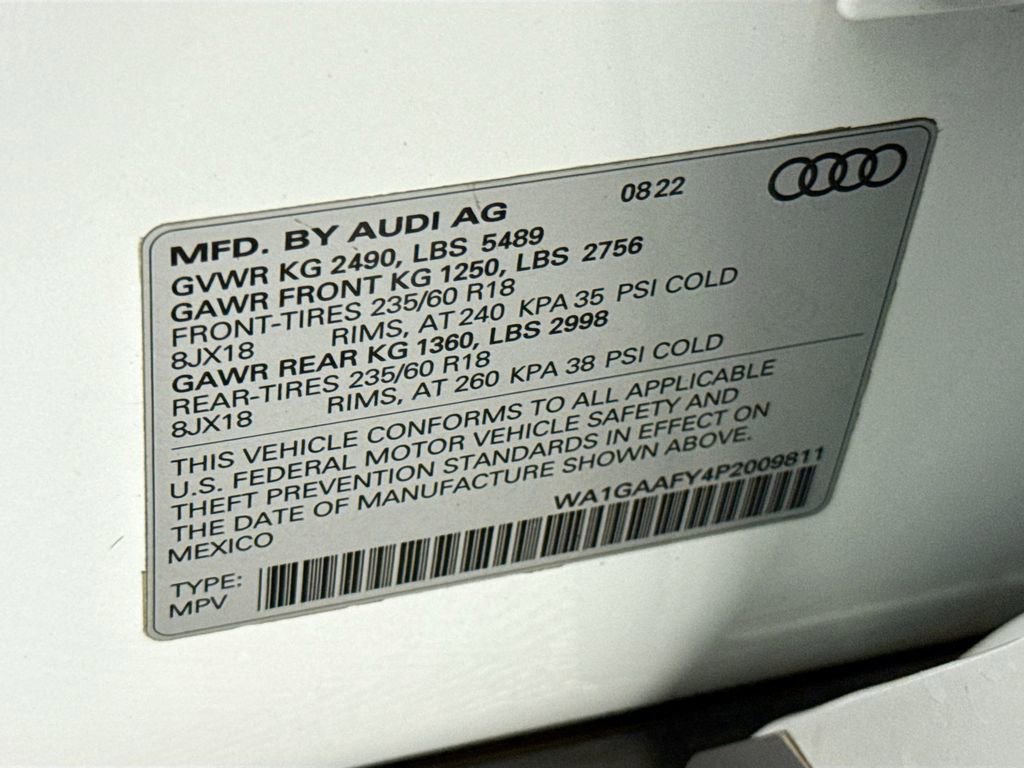 MFD. BY AUDI AG 0822
GVWR KG 2490, LBS 5489
GAWR FRONT KG 1250, LBS 2756
FRONT-TIRES 235/60 R18
8JX18 RIMS, AT 240 KPA 35 PSI COLD
GAWR REAR KG 1360, LBS 2998
REAR-TIRES 235/60 R18
8JX18 RIMS, AT 260 KPA 38 PSI COLD
THIS VEHICLE CONFORMS TO ALL APPLICABLE
U.S. FEDERAL MOTOR VEHICLE SAFETY AND
THEFT PREVENTION STANDARDS IN EFFECT ON
THE DATE OF MANUFACTURE SHOWN ABOVE.
MEXICO WA1GAAFY4P2009811
TYPE:
MPV